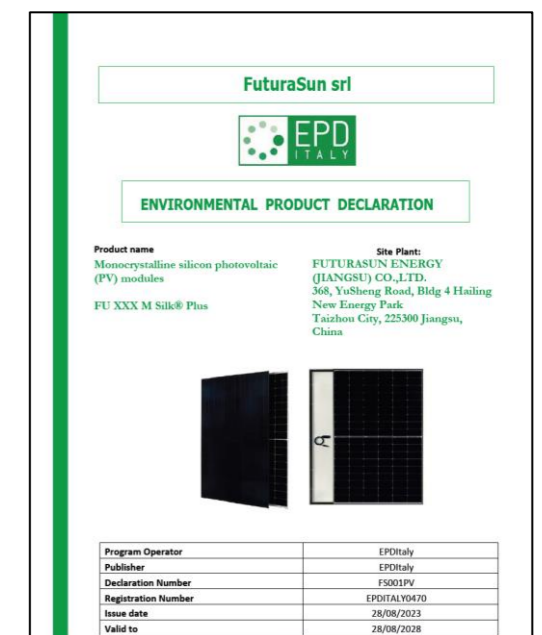 FuturaSun srl
EPD
ITALY
ENVIRONMENTAL PRODUCT DECLARATION
Product name
Monocrystalline silicon photovoltaic
(PV) modules
FU XXX M Silk® Plus
Site Plant:
FUTURASUN ENERGY
(JIANGSU) CO.,LTD.
368, YuSheng Road, Bldg 4 Hailing
New Energy Park
Taizhou City, 225300 Jiangsu,
China
Program Operator EPDItaly
Publisher EPDItaly
Declaration Number FS001PV
Registration Number EPDITALY0470
Issue date 28/08/2023
Valid to 28/08/2028